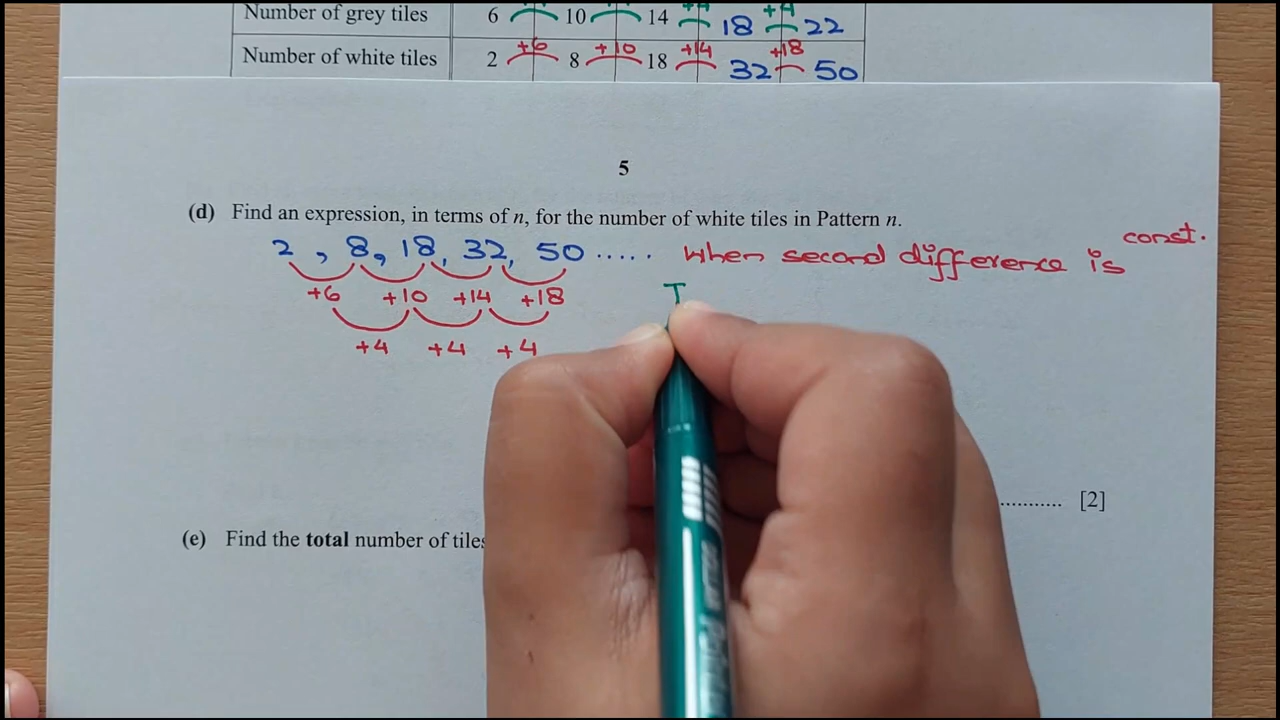 Number of grey tiles 6 10 14 +4 18 +4 22
Number of white tiles 2 +6 8 +10 18 +14 32 +18 50
5
(d) Find an expression, in terms of n, for the number of white tiles in Pattern n.
2, 8, 18, 32, 50 ..... when second difference is const.
+6 +10 +14 +18 T
+4 +4 +4
........... [2]
(e) Find the total number of tiles